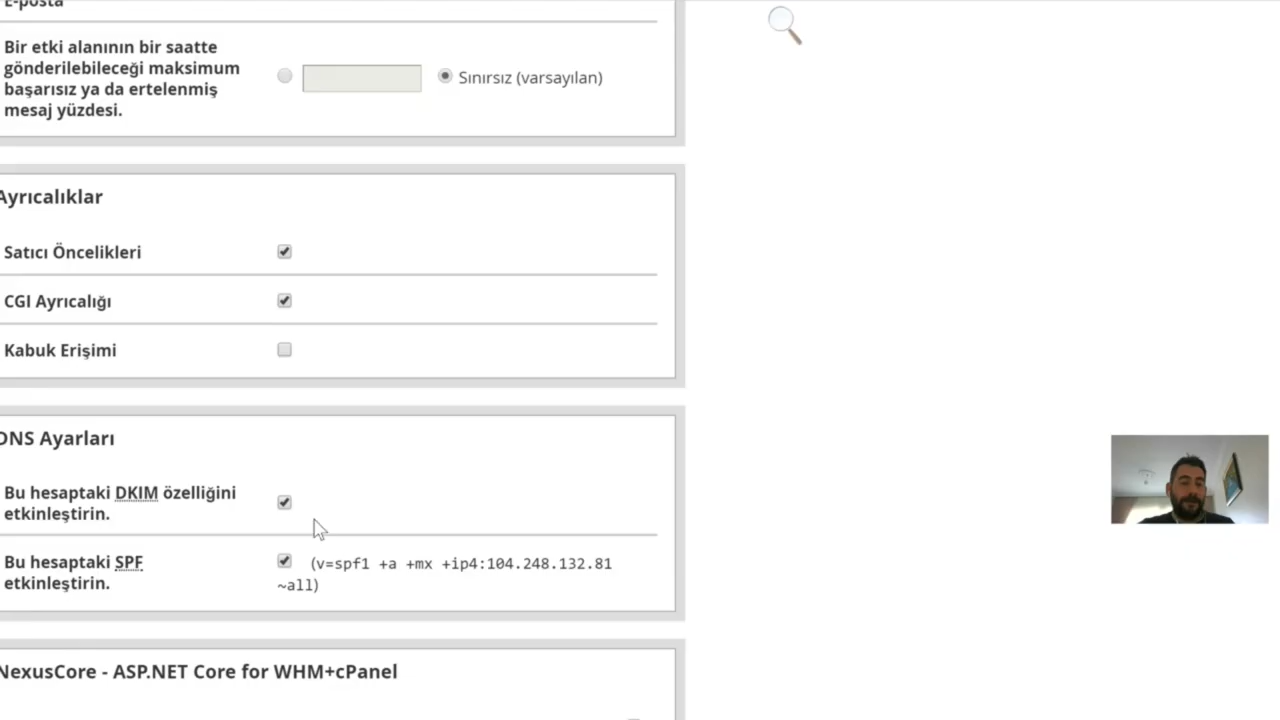 E-posta
Bir etki alanının bir saatte
gönderilebileceği maksimum
başarısız ya da ertelenmiş
mesaj yüzdesi.
Sınırsız (varsayılan)
Ayrıcalıklar
Satıcı Öncelikleri
CGI Ayrıcalığı
Kabuk Erişimi
DNS Ayarları
Bu hesaptaki DKIM özelliğini
etkinleştirin.
Bu hesaptaki SPF
etkinleştirin.
(v=spf1 +a +mx +ip4:104.248.132.81
~all)
NexusCore - ASP.NET Core for WHM+cPanel